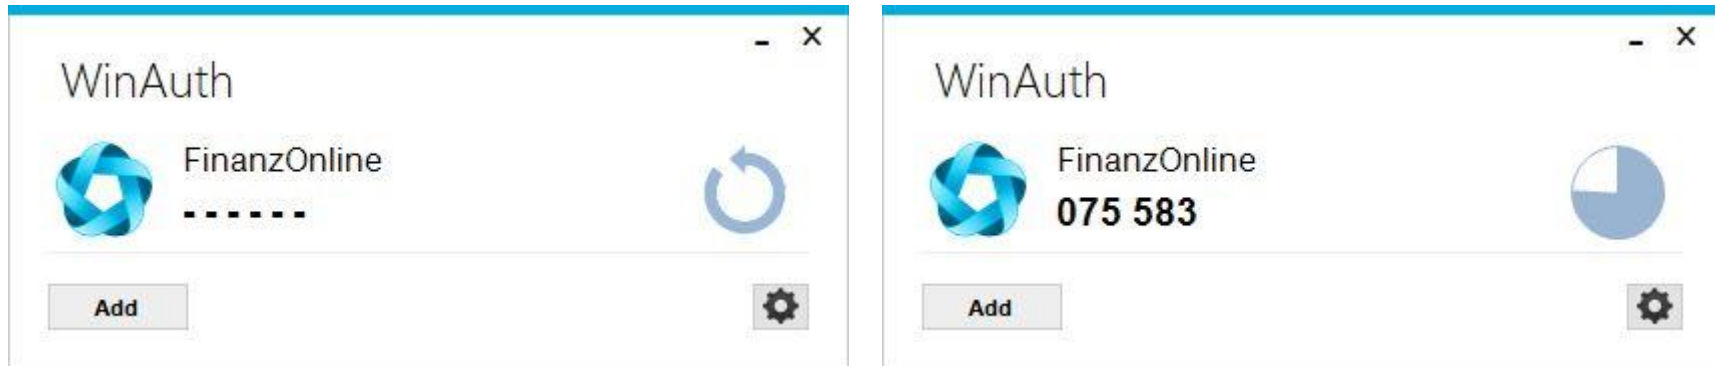 WinAuth
FinanzOnline
- - - - - -
Add
WinAuth
FinanzOnline
075 583
Add